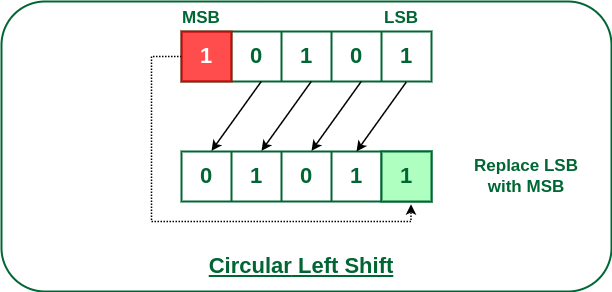 MSB LSB
1 0 1 0 1
0 1 0 1 1
Replace LSB
with MSB
Circular Left Shift